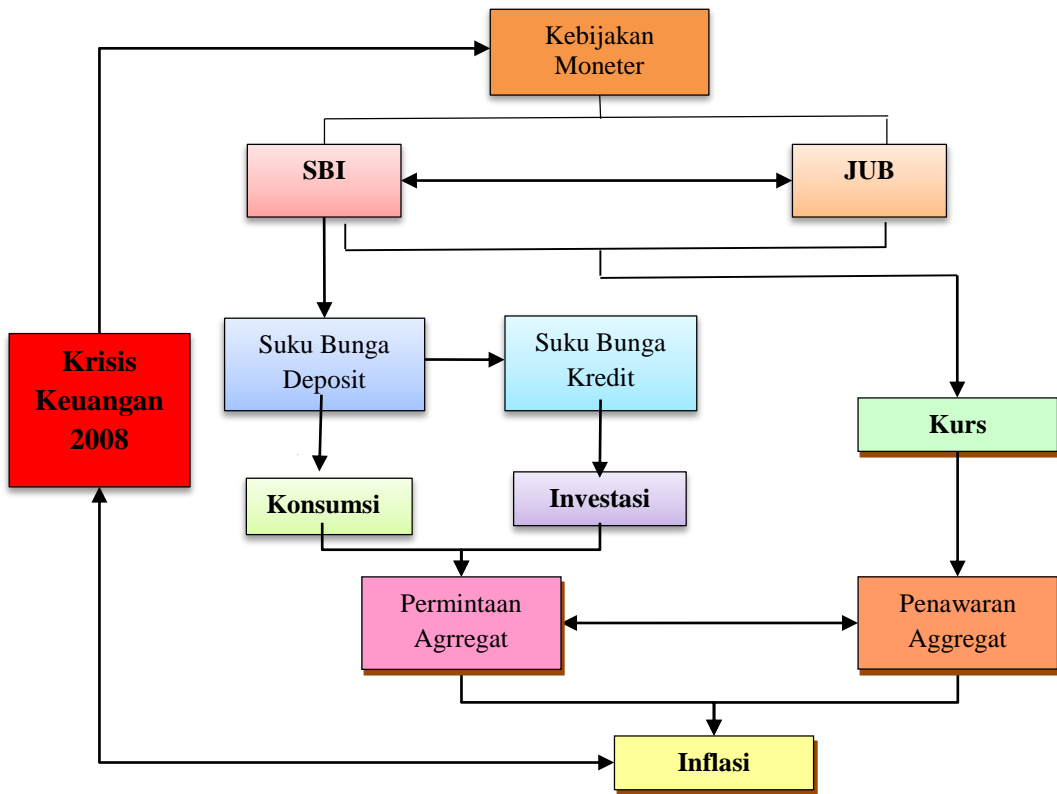 Kebijakan
Moneter
SBI
JUB
Suku Bunga
Deposit
Suku Bunga
Kredit
Krisis
Keuangan
2008
Kurs
Konsumsi
Investasi
Permintaan
Agrregat
Penawaran
Aggregat
Inflasi